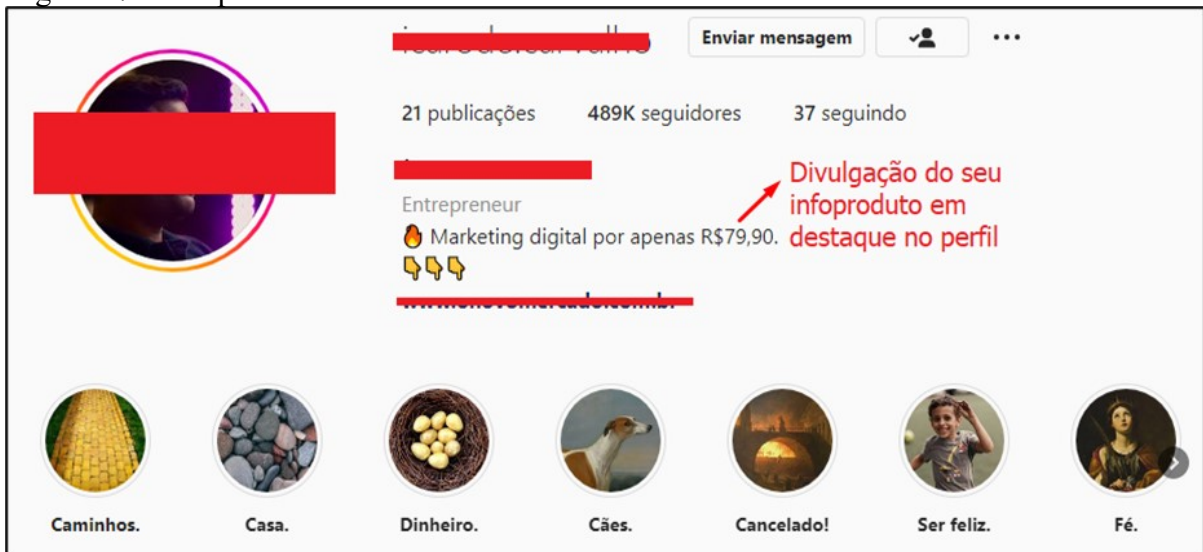 Enviar mensagem
21 publicações 489K seguidores 37 seguindo
Entrepreneur
🔥 Marketing digital por apenas R$79,90.
👇👇👇
Divulgação do seu
infoproduto em
destaque no perfil
Caminhos. Casa. Dinheiro. Cães. Cancelado! Ser feliz. Fé.